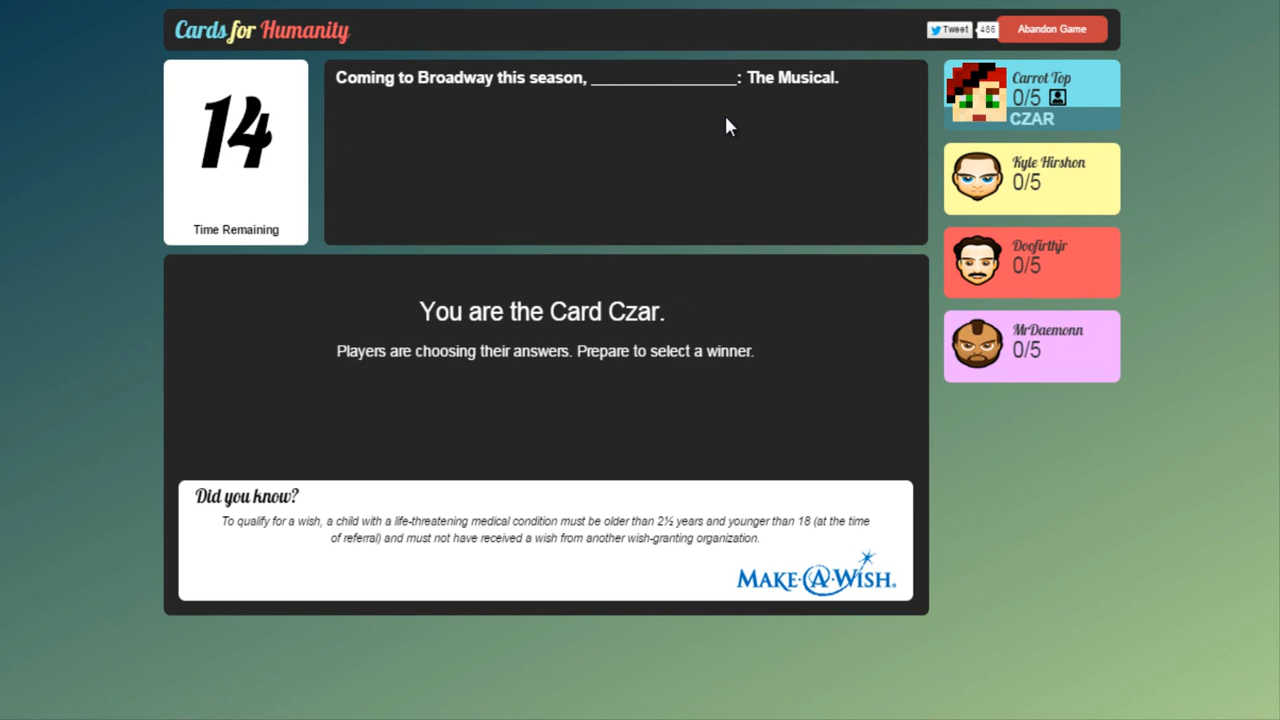 Cards for Humanity
Tweet 486
Abandon Game
14
Time Remaining
Coming to Broadway this season, ________________: The Musical.
Carrot Top
0/5
CZAR
Kyle Hirshon
0/5
Doofirthjr
0/5
MrDaemonn
0/5
You are the Card Czar.
Players are choosing their answers. Prepare to select a winner.
Did you know?
To qualify for a wish, a child with a life-threatening medical condition must be older than 2½ years and younger than 18 (at the time
of referral) and must not have received a wish from another wish-granting organization.
MAKE·A·WISH®